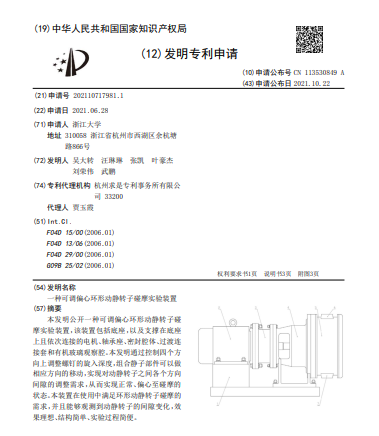 (19)中华人民共和国国家知识产权局
(12)发明专利申请
(10)申请公布号 CN 113530849 A
(43)申请公布日 2021.10.22
(21)申请号 202110717981.1
(22)申请日 2021.06.28
(71)申请人 浙江大学
地址 310058 浙江省杭州市西湖区余杭塘
路866号
(72)发明人 吴大转 汪琳琳 张凯 叶豪杰
刘荣伟 武鹏
(74)专利代理机构 杭州求是专利事务所有限公
司 33200
代理人 贾玉霞
(51)Int.Cl.
F04D 15/00(2006.01)
F04D 13/06(2006.01)
F04D 29/00(2006.01)
G09B 25/02(2006.01)
权利要求书1页 说明书3页 附图3页
(54)发明名称
一种可调偏心环形动静转子碰摩实验装置
(57)摘要
本发明公开一种可调偏心环形动静转子碰
摩实验装置,该装置包括底座,以及支撑在底座
上且依次连接的电机、轴承座、密封腔体、过渡连
接套和有机玻璃观察腔。本发明通过控制四个方
向上调整螺钉的旋入深度,组合静子部件可以做
相应方向的移动,实现对动静转子之间各个方向
间隙的调整需求,从而实现正常、偏心至碰摩的
状态。本装置在使用中满足环形动静转子碰摩的
需求,并且能够观测到动静转子的间隙变化,效
果理想、结构简单、实验过程简便。